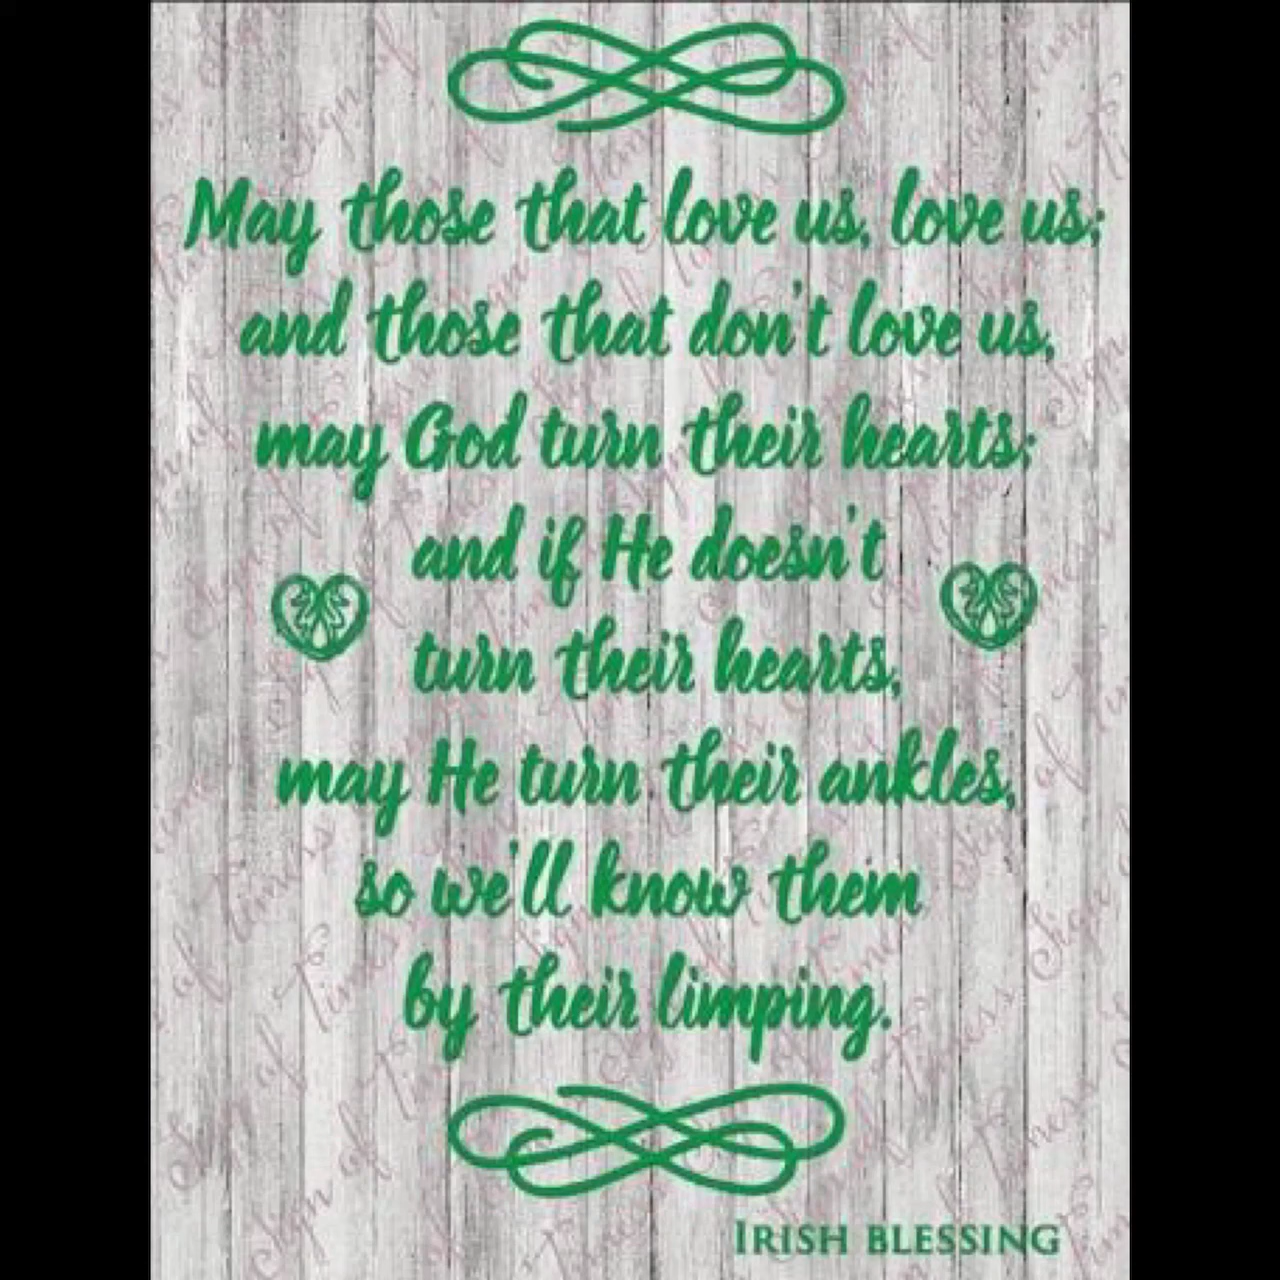 May those that love us, love us;
and those that don't love us,
may God turn their hearts;
and if He doesn't
turn their hearts,
may He turn their ankles,
so we'll know them
by their limping.
IRISH BLESSING